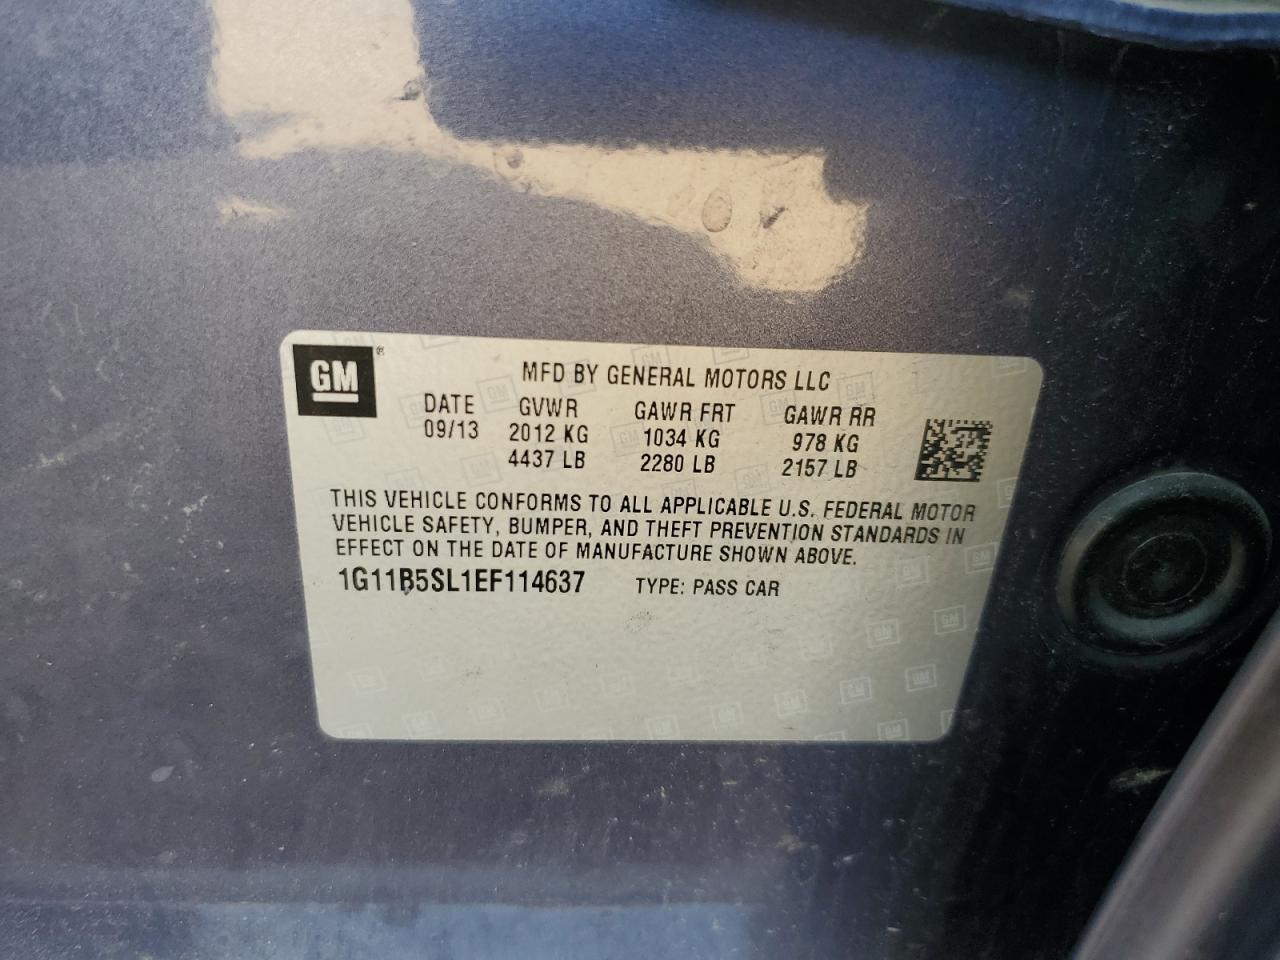 GM®
MFD BY GENERAL MOTORS LLC
DATE GVWR GAWR FRT GAWR RR
09/13 2012 KG 1034 KG 978 KG
4437 LB 2280 LB 2157 LB
THIS VEHICLE CONFORMS TO ALL APPLICABLE U.S. FEDERAL MOTOR
VEHICLE SAFETY, BUMPER, AND THEFT PREVENTION STANDARDS IN
EFFECT ON THE DATE OF MANUFACTURE SHOWN ABOVE.
1G11B5SL1EF114637 TYPE: PASS CAR